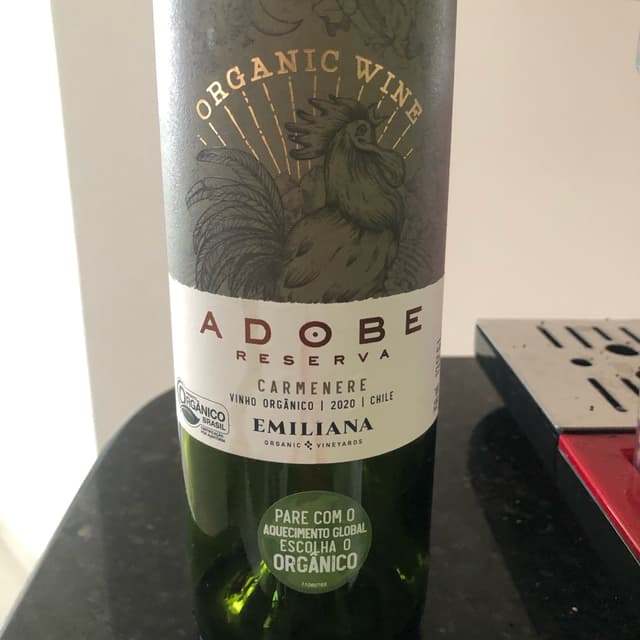 ORGANIC WINE
ADOBE
RESERVA
CARMENERE
VINHO ORGÂNICO | 2020 | CHILE
EMILIANA
ORGANIC VINEYARDS
ORGÂNICO
BRASIL
PARE COM O
AQUECIMENTO GLOBAL
ESCOLHA O
ORGÂNICO